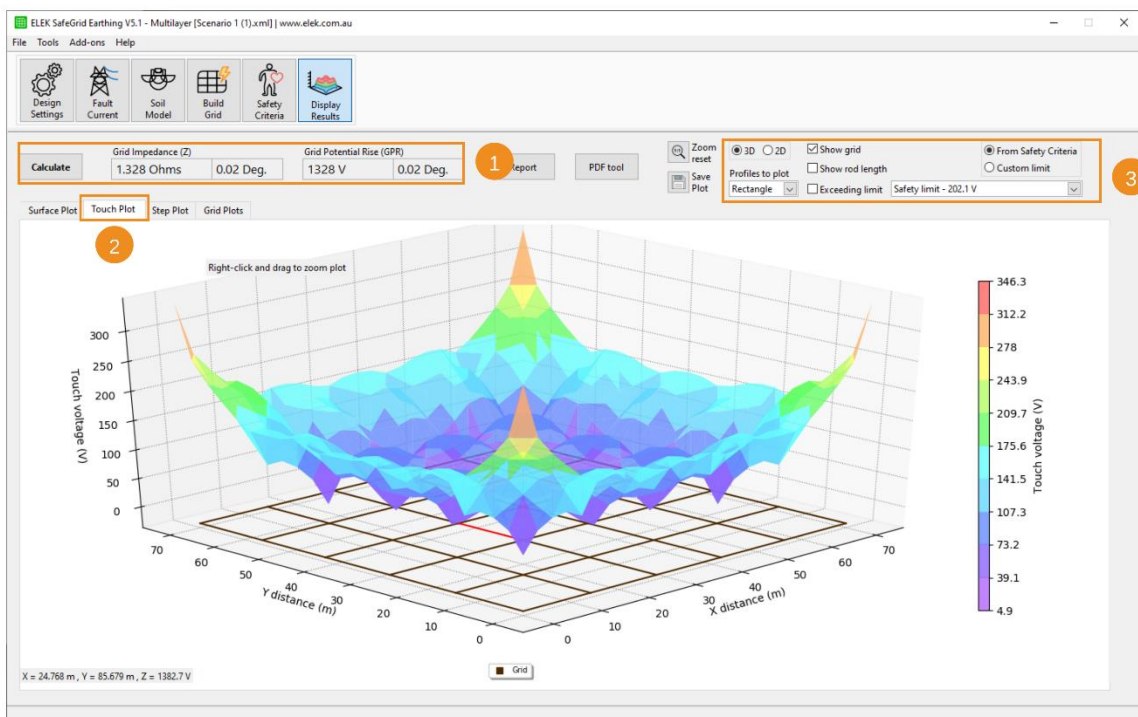 ELEK SafeGrid Earthing V5.1 - Multilayer [Scenario 1 (1).xml] | www.elek.com.au
File Tools Add-ons Help
Design Settings
Fault Current
Soil Model
Build Grid
Safety Criteria
Display Results
Calculate
Grid Impedance (Z)
1.328 Ohms
0.02 Deg.
Grid Potential Rise (GPR)
1328 V
0.02 Deg.
1
PDF tool
Zoom reset
Save Plot
3D 2D
Profiles to plot
Rectangle
Show grid
Show rod length
Exceeding limit
From Safety Criteria
Custom limit
Safety limit - 202.1 V
3
Surface Plot
Touch Plot
Step Plot
Grid Plots
2
Right-click and drag to zoom plot
Touch voltage (V)
300
250
200
150
100
50
0
70
60
50
40
30
20
10
0
Y distance (m)
0
10
20
30
40
50
60
70
X distance (m)
346.3
312.2
278
243.9
209.7
175.6
141.5
107.3
73.2
39.1
4.9
Touch voltage (V)
Grid
X = 24.768 m , Y = 85.679 m , Z = 1382.7 V